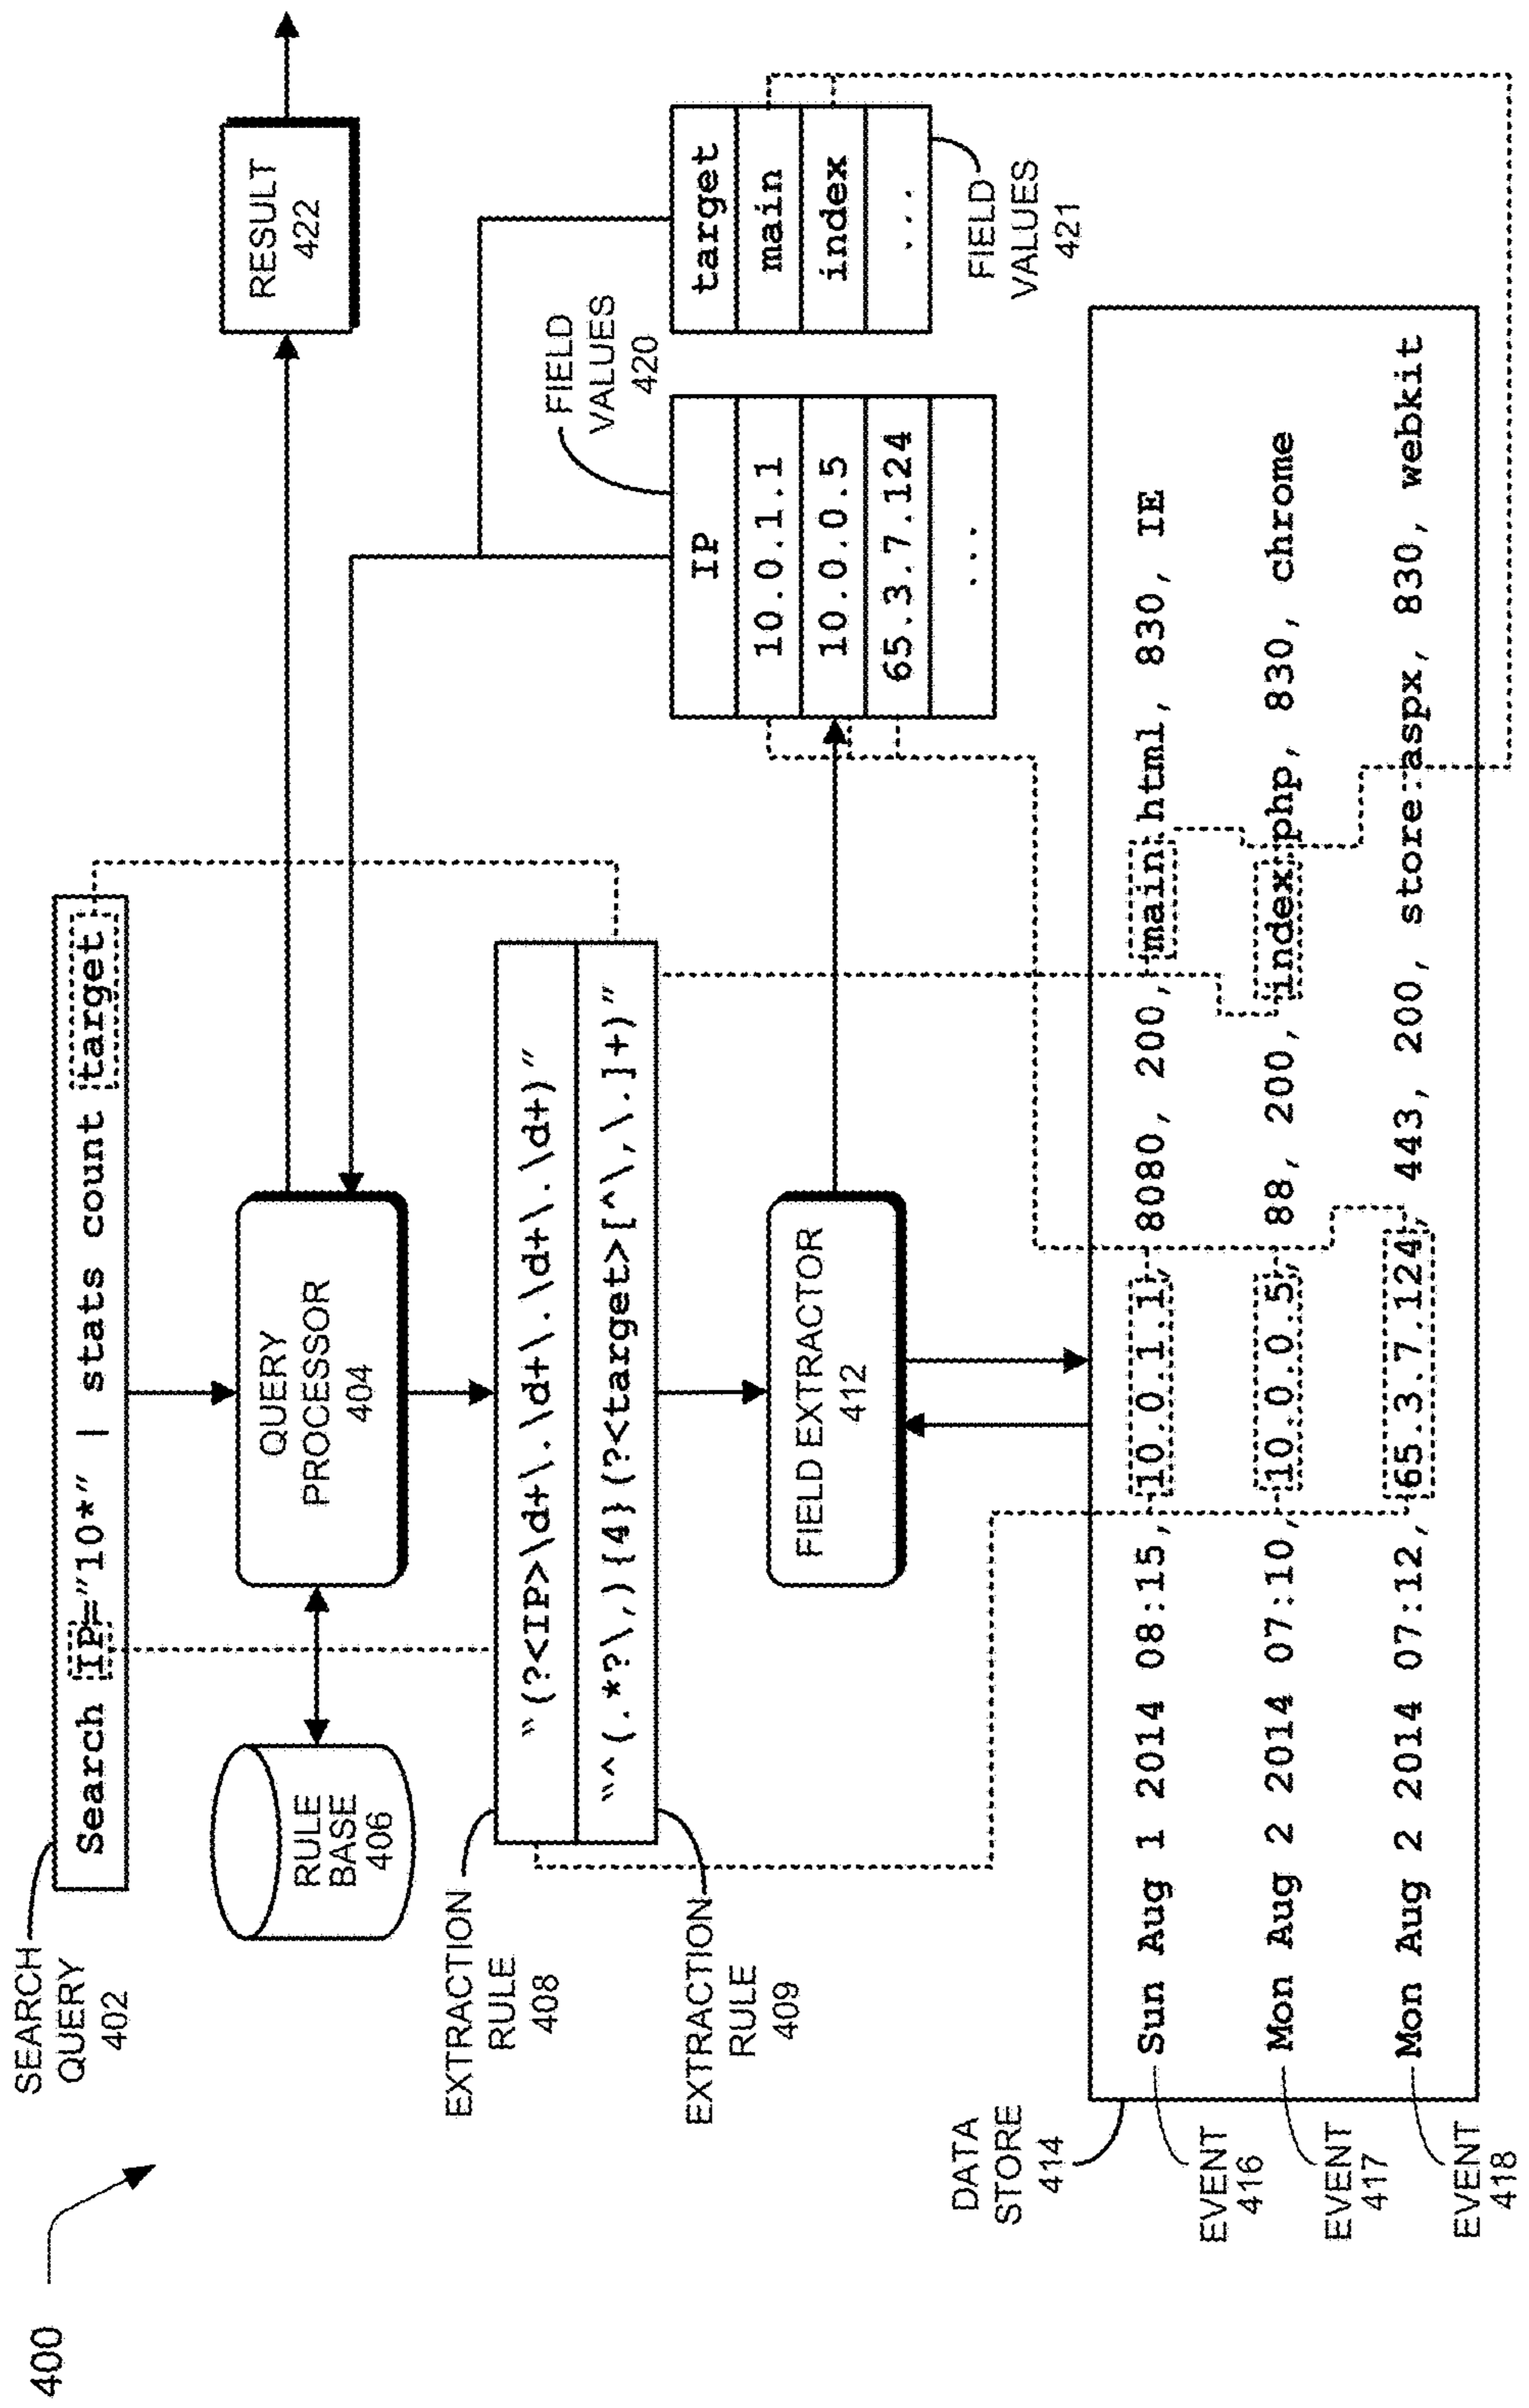 400
SEARCH
QUERY
402
Search IP="10*" | stats count target
RULE
BASE
406
QUERY
PROCESSOR
404
RESULT
422
EXTRACTION
RULE
408
"(?<IP>\d+\.\d+\.\d+\.\d+)"
"^(.*?\,){4}(?<target>[^\,\.]+)"
EXTRACTION
RULE
409
FIELD EXTRACTOR
412
FIELD
VALUES
420
IP
10.0.1.1
10.0.0.5
65.3.7.124
...
target
main
index
...
FIELD
VALUES
421
DATA
STORE
414
EVENT
416
Sun Aug 1 2014 08:15, 10.0.1.1, 8080, 200, main.html, 830, IE
EVENT
417
Mon Aug 2 2014 07:10, 10.0.0.5, 88, 200, index.php, 830, chrome
EVENT
418
Mon Aug 2 2014 07:12, 65.3.7.124, 443, 200, store.aspx, 830, webkit